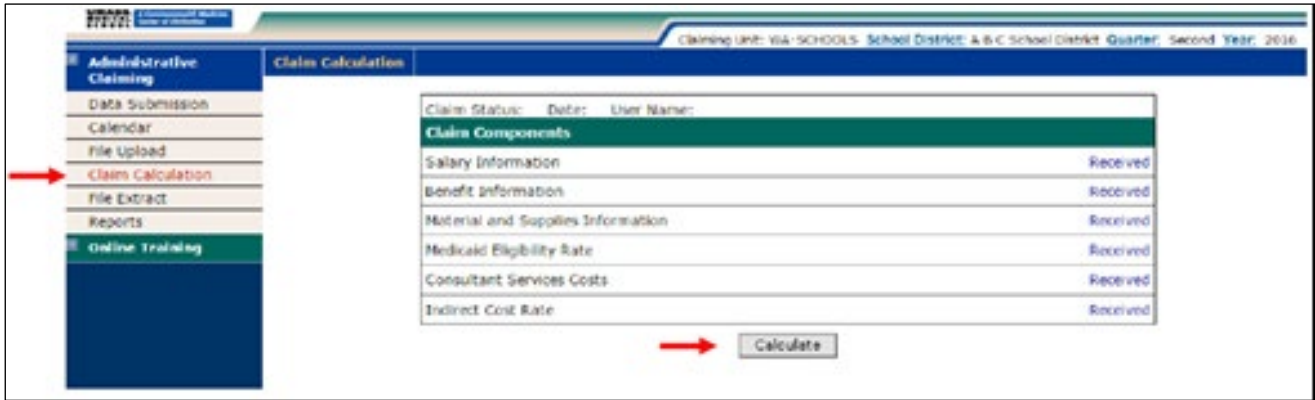 Claiming Unit: WA-SCHOOLS School District: A B C School District Quarter: Second Year: 2016
Administrative
Claiming
Claim Calculation
Data Submission
Calendar
File Upload
Claim Calculation
File Extract
Reports
Online Training
Claim Status: Date: User Name:
Claim Components
Salary Information Received
Benefit Information Received
Material and Supplies Information Received
Medicaid Eligibility Rate Received
Consultant Services Costs Received
Indirect Cost Rate Received
Calculate